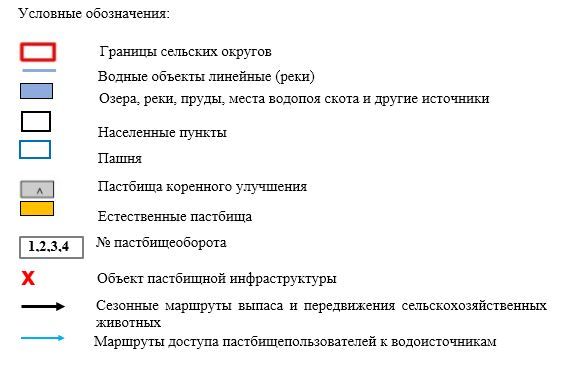 Условные обозначения:
Границы сельских округов
Водные объекты линейные (реки)
Озера, реки, пруды, места водопоя скота и другие источники
Населенные пункты
Пашня
^ Пастбища коренного улучшения
Естественные пастбища
1,2,3,4 № пастбищеоборота
X Объект пастбищной инфраструктуры
Сезонные маршруты выпаса и передвижения сельскохозяйственных
животных
Маршруты доступа пастбищепользователей к водоисточникам